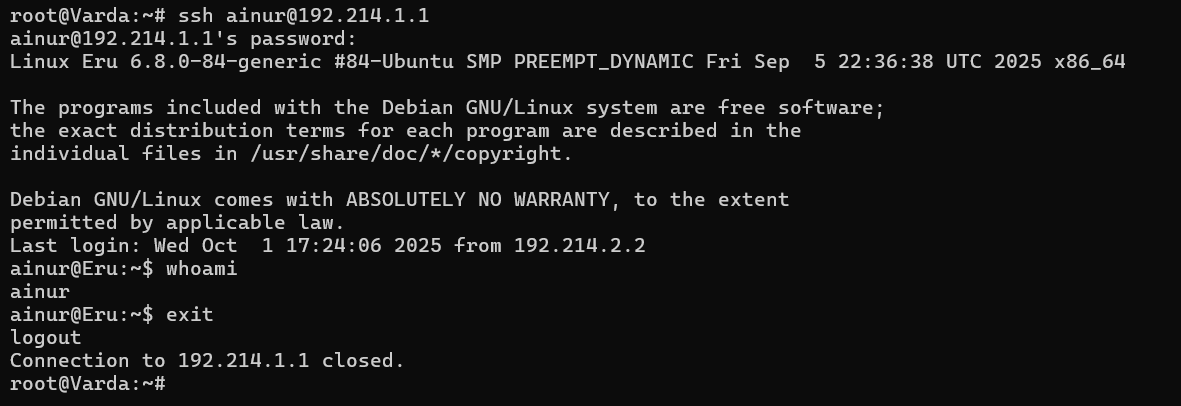 root@Varda:~# ssh ainur@192.214.1.1
ainur@192.214.1.1's password:
Linux Eru 6.8.0-84-generic #84-Ubuntu SMP PREEMPT_DYNAMIC Fri Sep  5 22:36:38 UTC 2025 x86_64

The programs included with the Debian GNU/Linux system are free software;
the exact distribution terms for each program are described in the
individual files in /usr/share/doc/*/copyright.

Debian GNU/Linux comes with ABSOLUTELY NO WARRANTY, to the extent
permitted by applicable law.
Last login: Wed Oct  1 17:24:06 2025 from 192.214.2.2
ainur@Eru:~$ whoami
ainur
ainur@Eru:~$ exit
logout
Connection to 192.214.1.1 closed.
root@Varda:~#